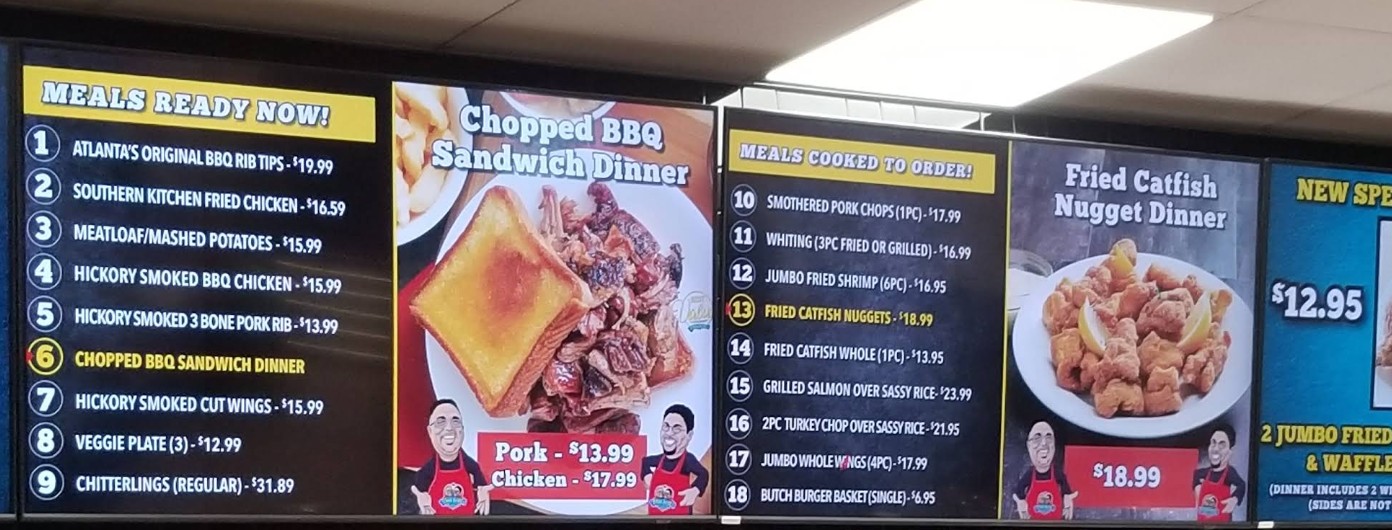 MEALS READY NOW!
1 ATLANTA'S ORIGINAL BBQ RIB TIPS - $19.99
2 SOUTHERN KITCHEN FRIED CHICKEN - $16.59
3 MEATLOAF/MASHED POTATOES - $15.99
4 HICKORY SMOKED BBQ CHICKEN - $15.99
5 HICKORY SMOKED 3 BONE PORK RIB - $13.99
6 CHOPPED BBQ SANDWICH DINNER
7 HICKORY SMOKED CUT WINGS - $15.99
8 VEGGIE PLATE (3) - $12.99
9 CHITTERLINGS (REGULAR) - $31.89
Chopped BBQ
Sandwich Dinner
Pork - $13.99
Chicken - $17.99
MEALS COOKED TO ORDER!
10 SMOTHERED PORK CHOPS (1PC) - $17.99
11 WHITING (3PC FRIED OR GRILLED) - $16.99
12 JUMBO FRIED SHRIMP (6PC) - $16.95
13 FRIED CATFISH NUGGETS - $18.99
14 FRIED CATFISH WHOLE (1PC) - $13.95
15 GRILLED SALMON OVER SASSY RICE- $23.99
16 2PC TURKEY CHOP OVER SASSY RICE - $21.95
17 JUMBO WHOLE WINGS (4PC) - $17.99
18 BUTCH BURGER BASKET (SINGLE) - $6.95
Fried Catfish
Nugget Dinner
$18.99
NEW SPE
$12.95
2 JUMBO FRIED
& WAFFLE
(DINNER INCLUDES 2 W
(SIDES ARE NOT